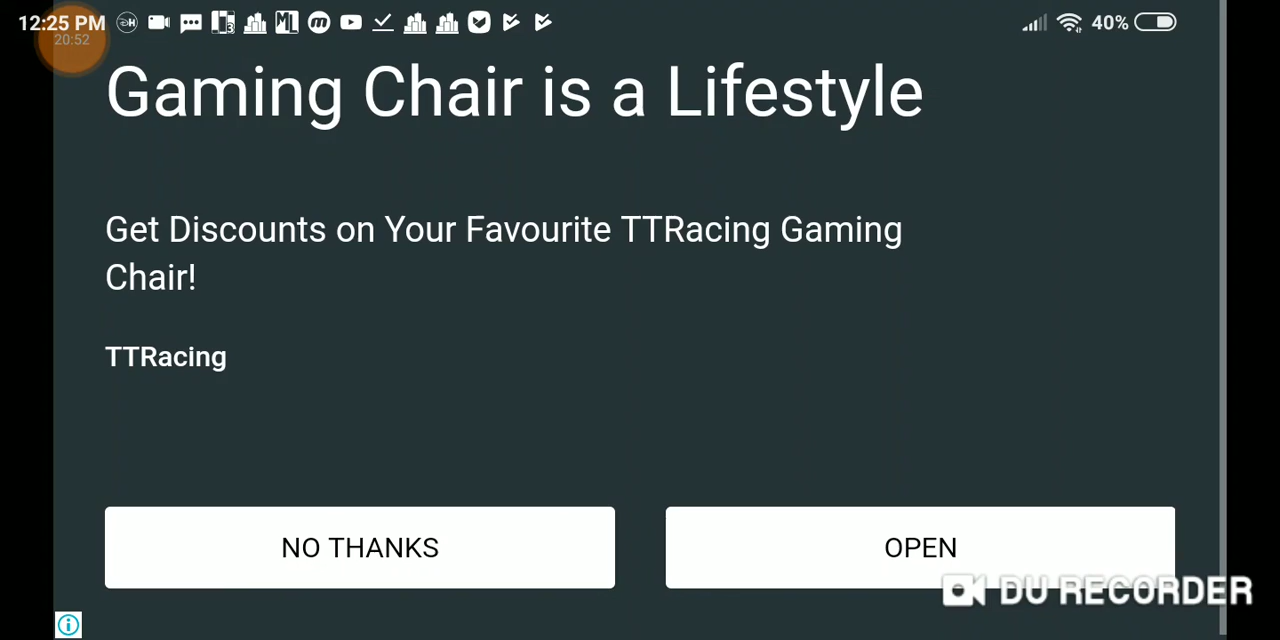 12:25 PM
40%
20:52
Gaming Chair is a Lifestyle
Get Discounts on Your Favourite TTRacing Gaming
Chair!
TTRacing
NO THANKS
OPEN
DU RECORDER